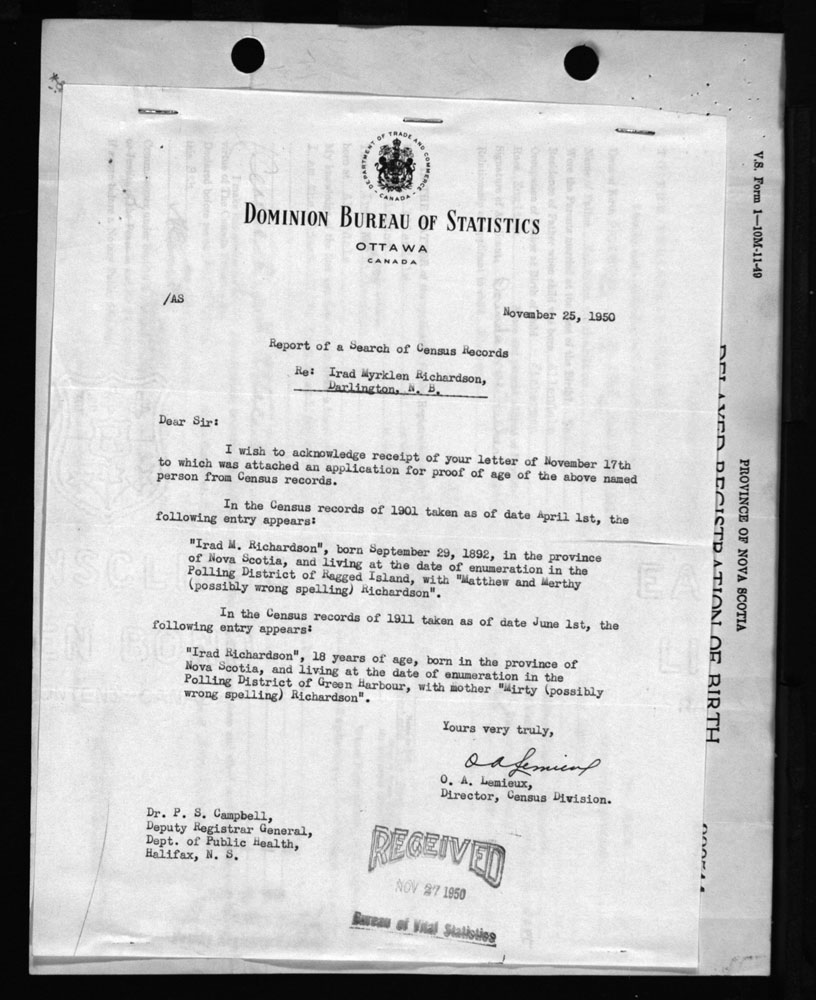 V.S. Form 1—10M-11-49
PROVINCE OF NOVA SCOTIA
DELAYED REGISTRATION OF BIRTH
DEPARTMENT OF TRADE AND COMMERCE
CANADA
DOMINION BUREAU OF STATISTICS
OTTAWA
CANADA
/AS
November 25, 1950
Report of a Search of Census Records
Re: Irad Myrklen Richardson,
Darlington, N. B.
Dear Sir:
I wish to acknowledge receipt of your letter of November 17th
to which was attached an application for proof of age of the above named
person from Census records.
In the Census records of 1901 taken as of date April 1st, the
following entry appears:
"Irad M. Richardson", born September 29, 1892, in the province
of Nova Scotia, and living at the date of enumeration in the
Polling District of Ragged Island, with "Matthew and Merthy
(possibly wrong spelling) Richardson".
In the Census records of 1911 taken as of date June 1st, the
following entry appears:
"Irad Richardson", 18 years of age, born in the province of
Nova Scotia, and living at the date of enumeration in the
Polling District of Green Harbour, with mother "Mirty (possibly
wrong spelling) Richardson".
Yours very truly,
O A Lemieux
O. A. Lemieux,
Director, Census Division.
Dr. P. S. Campbell,
Deputy Registrar General,
Dept. of Public Health,
Halifax, N. S.
RECEIVED
NOV 27 1950
Bureau of Vital Statistics